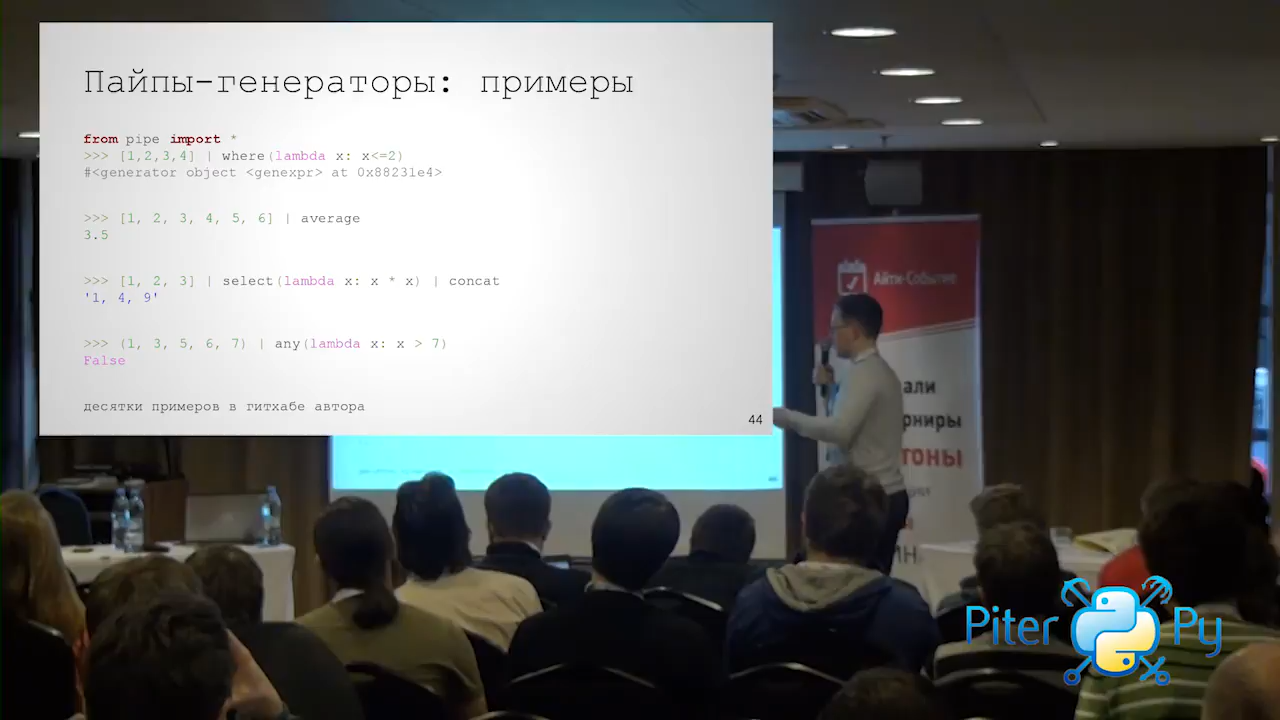 Пайпы-генераторы: примеры
from pipe import *
>>> [1,2,3,4] | where(lambda x: x<=2)
#<generator object <genexpr> at 0x88231e4>
>>> [1, 2, 3, 4, 5, 6] | average
3.5
>>> [1, 2, 3] | select(lambda x: x * x) | concat
'1, 4, 9'
>>> (1, 3, 5, 6, 7) | any(lambda x: x > 7)
False
десятки примеров в гитхабе автора
44
Айти-Событие
Piter Py